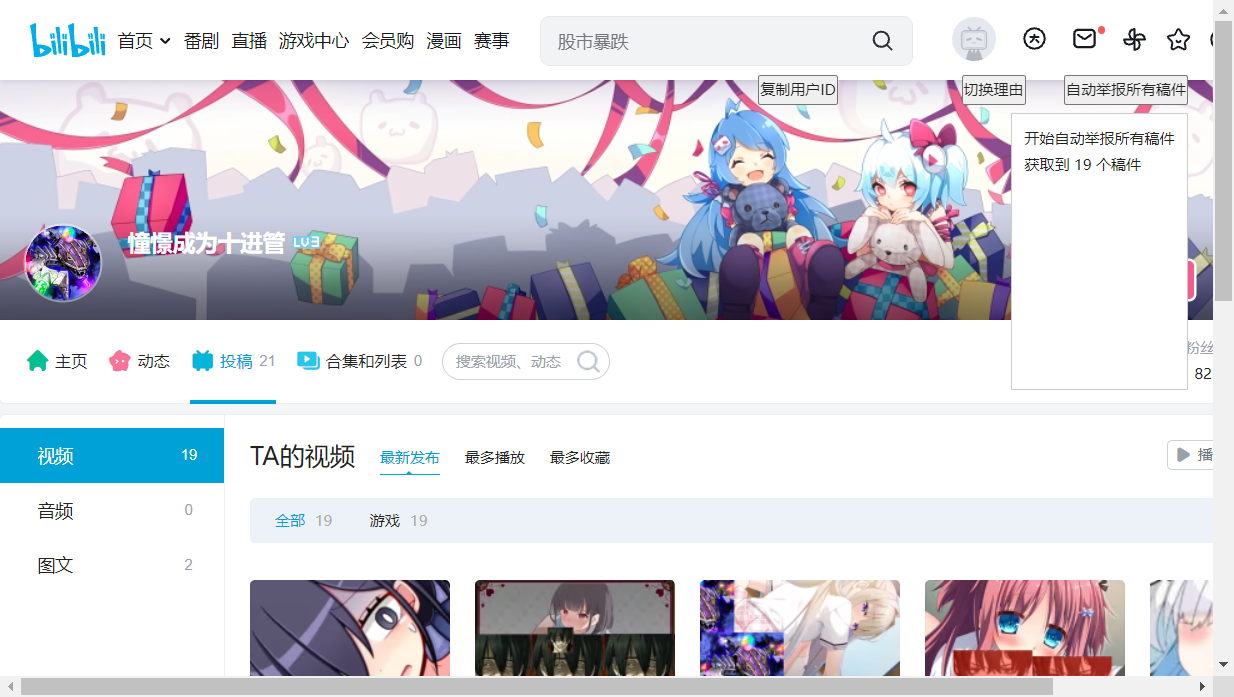 bilibili 首页 番剧 直播 游戏中心 会员购 漫画 赛事 股市暴跌
复制用户ID 切换理由 自动举报所有稿件
开始自动举报所有稿件
获取到 19 个稿件
憧憬成为十进管 LV3
主页 动态 投稿 21 合集和列表 0 搜索视频、动态
粉丝
82
视频 19
音频 0
图文 2
TA的视频 最新发布 最多播放 最多收藏 播
全部 19 游戏 19